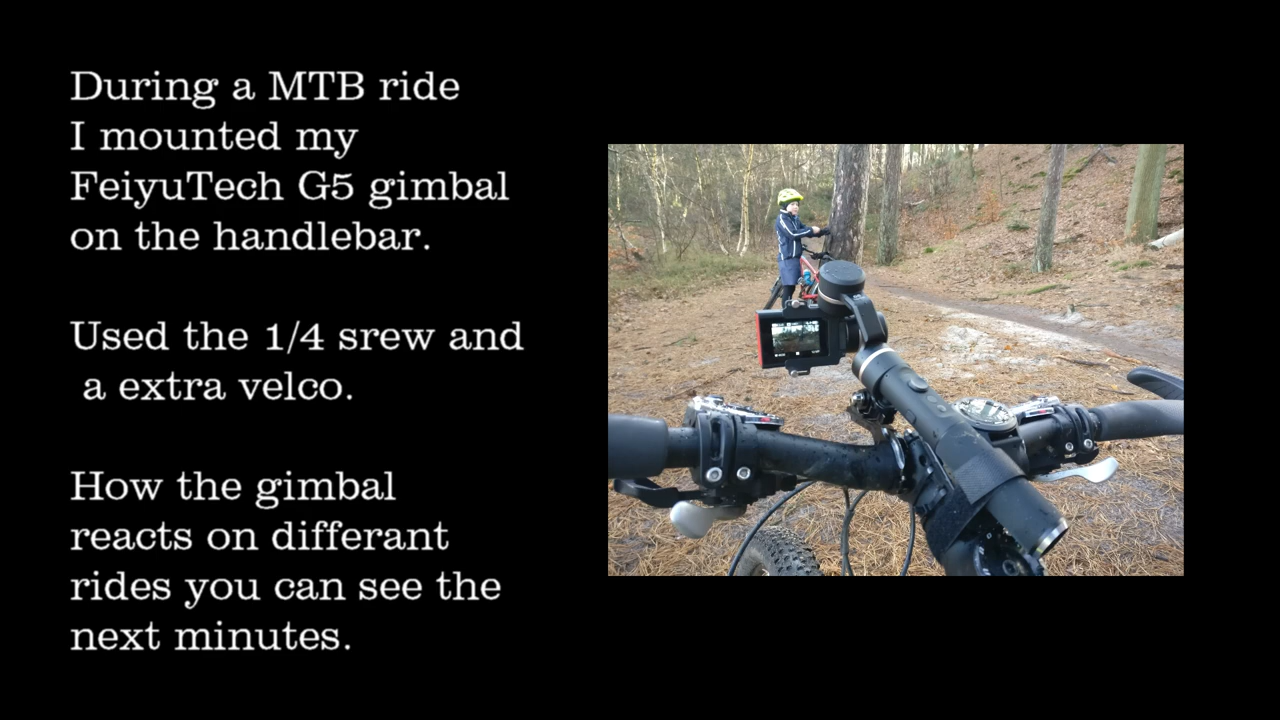 During a MTB ride
I mounted my
FeiyuTech G5 gimbal
on the handlebar.
Used the 1/4 srew and
a extra velco.
How the gimbal
reacts on differant
rides you can see the
next minutes.